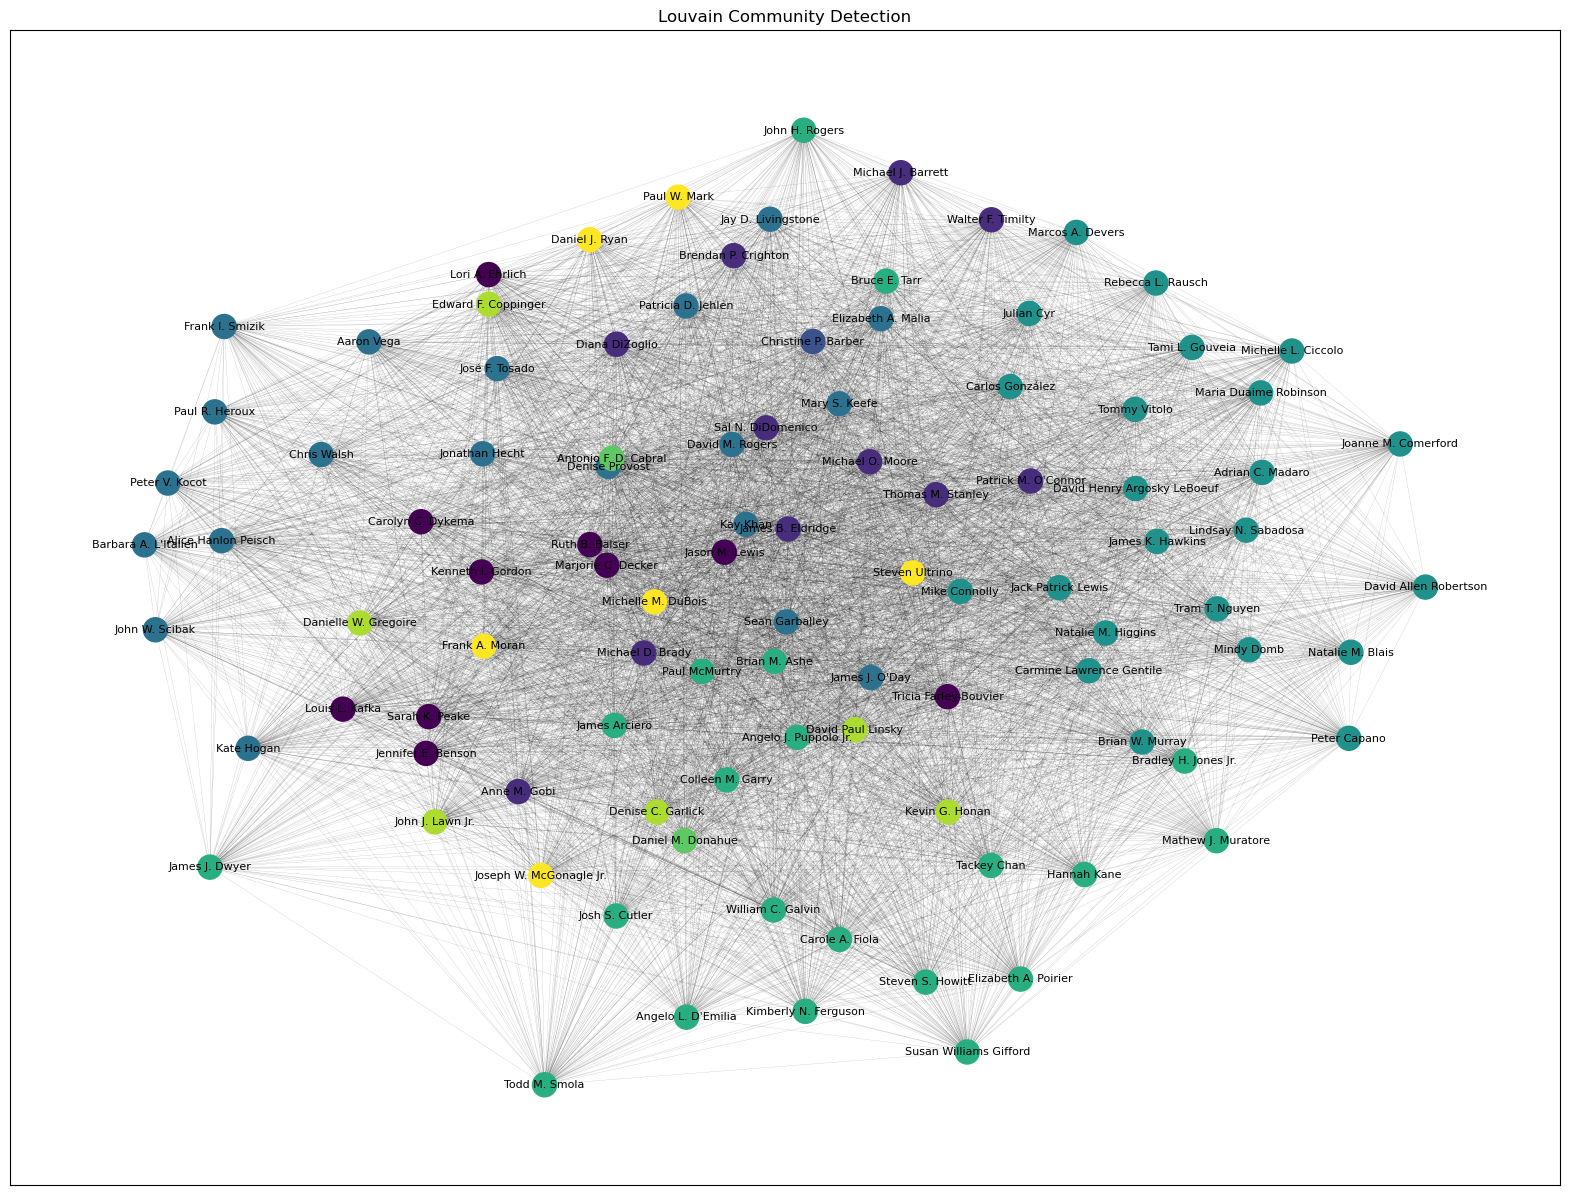 Louvain Community Detection
John H. Rogers
Michael J. Barrett
Paul W. Mark
Jay D. Livingstone
Walter F. Timilty
Marcos A. Devers
Daniel J. Ryan
Brendan P. Crighton
Lori A. Ehrlich
Bruce E. Tarr
Rebecca L. Rausch
Edward F. Coppinger
Patricia D. Jehlen
Julian Cyr
Elizabeth A. Malia
Frank I. Smizik
Aaron Vega
Diana DiZoglio
Christine P. Barber
Tami L. Gouveia
Michelle L. Ciccolo
José F. Tosado
Carlos González
Maria Duaime Robinson
Paul R. Heroux
Mary S. Keefe
Tommy Vitolo
Sal N. DiDomenico
David M. Rogers
Joanne M. Comerford
Chris Walsh
Jonathan Hecht
Antonio F. D. Cabral
Denise Provost
Michael O. Moore
Adrian C. Madaro
Peter V. Kocot
Patrick M. O'Connor
David Henry Argosky LeBoeuf
Thomas M. Stanley
Carolyn C. Dykema
Kay Khan
James B. Eldridge
Lindsay N. Sabadosa
Barbara A. L'Italien
Alice Hanlon Peisch
Ruth B. Balser
James K. Hawkins
Jason M. Lewis
Marjorie C. Decker
Kenneth I. Gordon
Steven Ultrino
Mike Connolly
Jack Patrick Lewis
David Allen Robertson
Michelle M. DuBois
Tram T. Nguyen
John W. Scibak
Danielle W. Gregoire
Sean Garballey
Natalie M. Higgins
Frank A. Moran
Michael D. Brady
Mindy Domb
Natalie M. Blais
Paul McMurtry
Brian M. Ashe
James J. O'Day
Carmine Lawrence Gentile
Tricia Farley-Bouvier
Louis L. Kafka
Sarah K. Peake
James Arciero
David Paul Linsky
Angelo J. Puppolo Jr.
Brian W. Murray
Peter Capano
Kate Hogan
Jennifer E. Benson
Bradley H. Jones Jr.
Colleen M. Garry
Anne M. Gobi
Denise C. Garlick
Kevin G. Honan
John J. Lawn Jr.
Daniel M. Donahue
Mathew J. Muratore
James J. Dwyer
Tackey Chan
Hannah Kane
Joseph W. McGonagle Jr.
Josh S. Cutler
William C. Galvin
Carole A. Fiola
Steven S. Howitt
Elizabeth A. Poirier
Angelo L. D'Emilia
Kimberly N. Ferguson
Susan Williams Gifford
Todd M. Smola